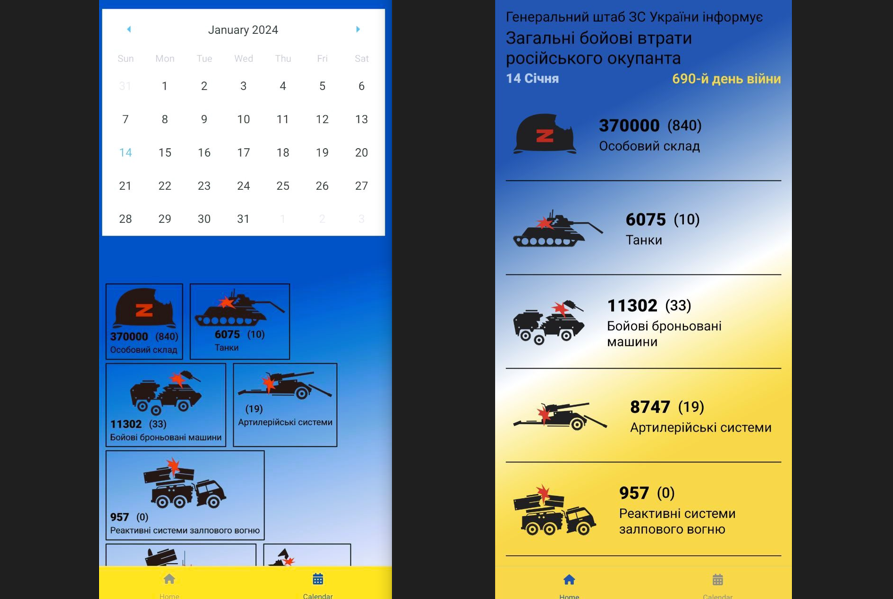 January 2024
Sun Mon Tue Wed Thu Fri Sat
31 1 2 3 4 5 6
7 8 9 10 11 12 13
14 15 16 17 18 19 20
21 22 23 24 25 26 27
28 29 30 31 1 2 3
Z
370000 (840)
Особовий склад
6075 (10)
Танки
11302 (33)
Бойові броньовані машини
(19)
Артилерійські системи
957 (0)
Реактивні системи залпового вогню
Home
Calendar
Генеральний штаб ЗС України інформує
Загальні бойові втрати
російського окупанта
14 Січня
690-й день війни
Z
370000 (840)
Особовий склад
6075 (10)
Танки
11302 (33)
Бойові броньовані
машини
8747 (19)
Артилерійські системи
957 (0)
Реактивні системи
залпового вогню
Home
Calendar